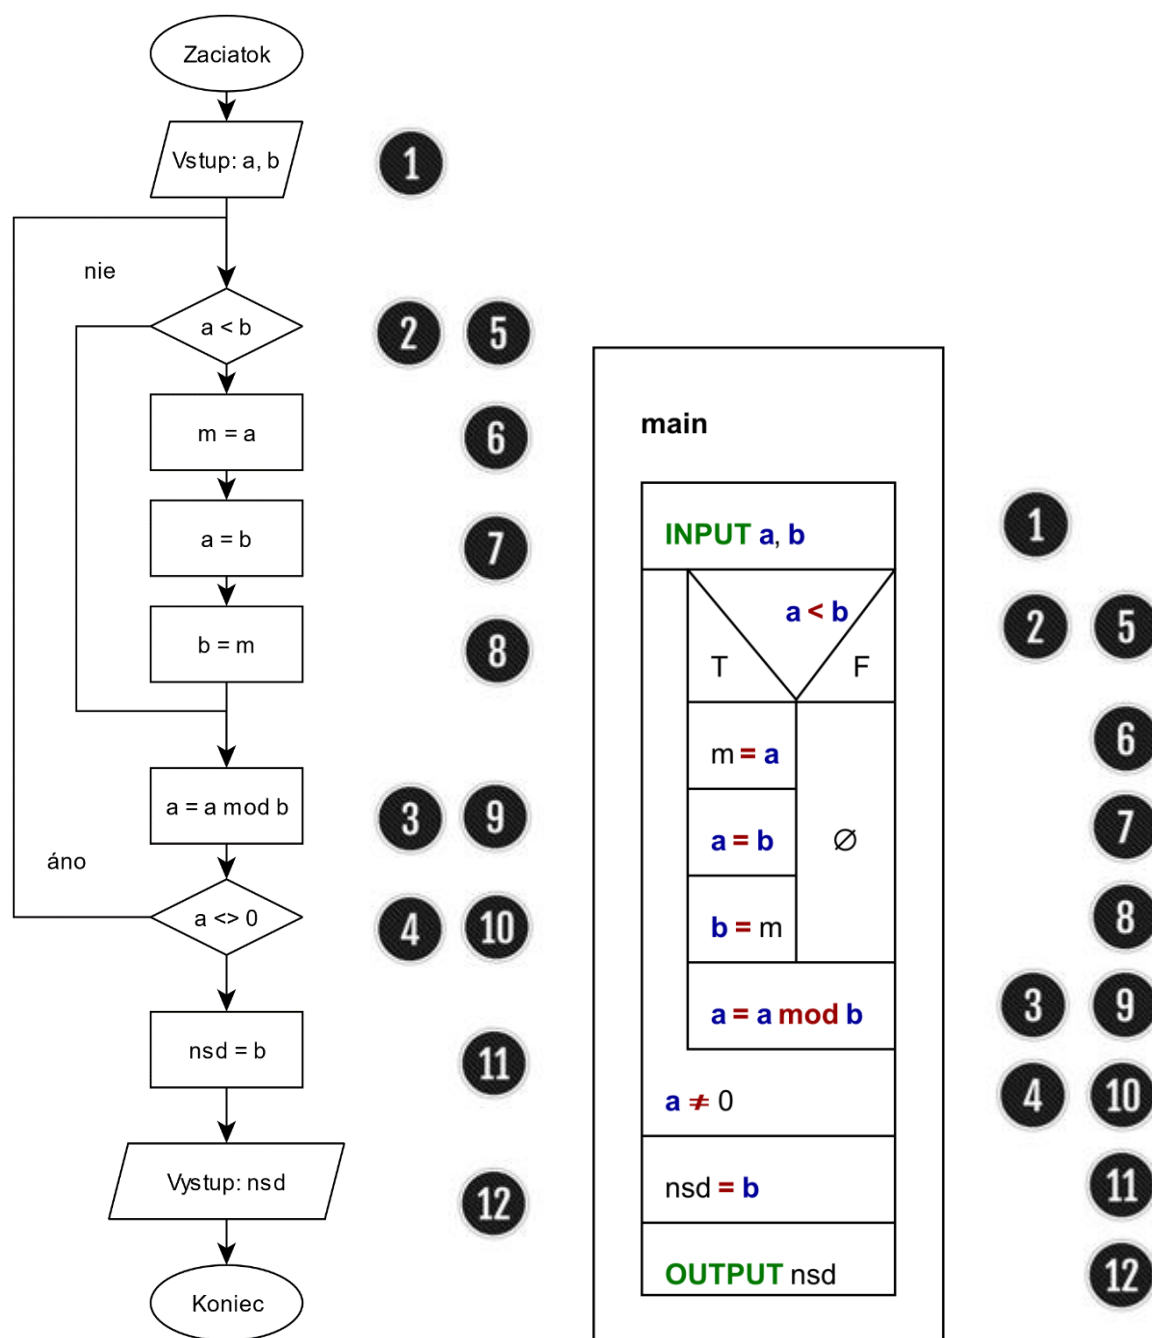 Zaciatok
Vstup: a, b
1
nie
a < b
2 5
m = a
6
a = b
7
b = m
8
a = a mod b
3 9
áno
a <> 0
4 10
nsd = b
11
Vystup: nsd
12
Koniec
main
INPUT a, b
1
a < b
2 5
T F
m = a
6
a = b
∅
7
b = m
8
a = a mod b
3 9
a ≠ 0
4 10
nsd = b
11
OUTPUT nsd
12